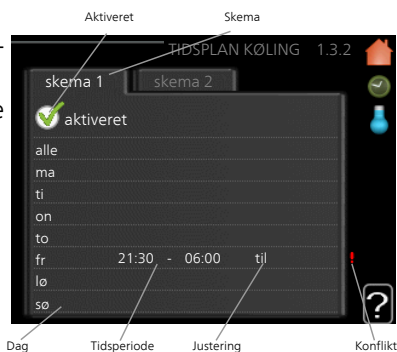 Aktiveret Skema
TIDSPLAN KØLING 1.3.2
skema 1 skema 2
aktiveret
alle
ma
ti
on
to
fr 21:30 - 06:00 til !
lø
sø ?
Dag Tidsperiode Justering Konflikt